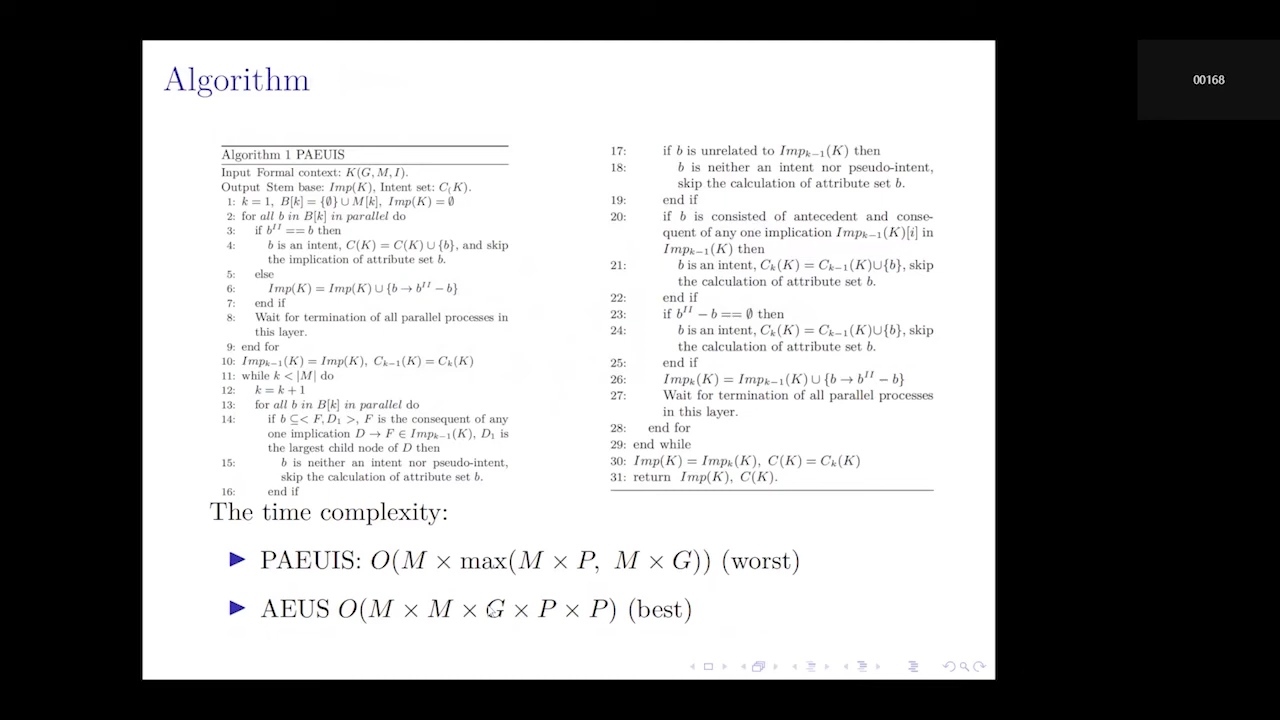 Algorithm
00168
Algorithm 1 PAEUIS
Input Formal context: K(G, M, I).
Output Stem base: Imp(K), Intent set: C(K).
1: k = 1, B[k] = {∅} ∪ M[k], Imp(K) = ∅
2: for all b in B[k] in parallel do
3: if b^{II} == b then
4: b is an intent, C(K) = C(K) ∪ {b}, and skip
the implication of attribute set b.
5: else
6: Imp(K) = Imp(K) ∪ {b → b^{II} − b}
7: end if
8: Wait for termination of all parallel processes in
this layer.
9: end for
10: Imp_{k−1}(K) = Imp(K), C_{k−1}(K) = C_k(K)
11: while k < |M| do
12: k = k + 1
13: for all b in B[k] in parallel do
14: if b ⊆< F, D_1 >, F is the consequent of any
one implication D → F ∈ Imp_{k−1}(K), D_1 is
the largest child node of D then
15: b is neither an intent nor pseudo-intent,
skip the calculation of attribute set b.
16: end if
17: if b is unrelated to Imp_{k−1}(K) then
18: b is neither an intent nor pseudo-intent,
skip the calculation of attribute set b.
19: end if
20: if b is consisted of antecedent and conse-
quent of any one implication Imp_{k−1}(K)[i] in
Imp_{k−1}(K) then
21: b is an intent, C_k(K) = C_{k−1}(K)∪{b}, skip
the calculation of attribute set b.
22: end if
23: if b^{II} − b == ∅ then
24: b is an intent, C_k(K) = C_{k−1}(K)∪{b}, skip
the calculation of attribute set b.
25: end if
26: Imp_k(K) = Imp_{k−1}(K) ∪ {b → b^{II} − b}
27: Wait for termination of all parallel processes
in this layer.
28: end for
29: end while
30: Imp(K) = Imp_k(K), C(K) = C_k(K)
31: return Imp(K), C(K).
The time complexity:
▶ PAEUIS: O(M × max(M × P, M × G)) (worst)
▶ AEUS O(M × M × G × P × P) (best)